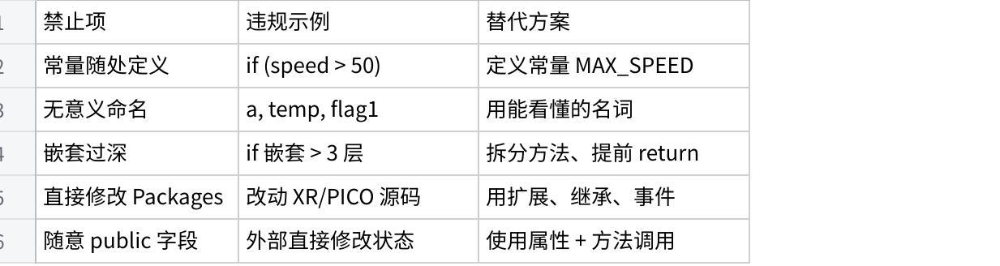 1 禁止项 违规示例 替代方案
2 常量随处定义 if (speed > 50) 定义常量 MAX_SPEED
3 无意义命名 a, temp, flag1 用能看懂的名词
4 嵌套过深 if 嵌套 > 3 层 拆分方法、提前 return
5 直接修改 Packages 改动 XR/PICO 源码 用扩展、继承、事件
6 随意 public 字段 外部直接修改状态 使用属性 + 方法调用